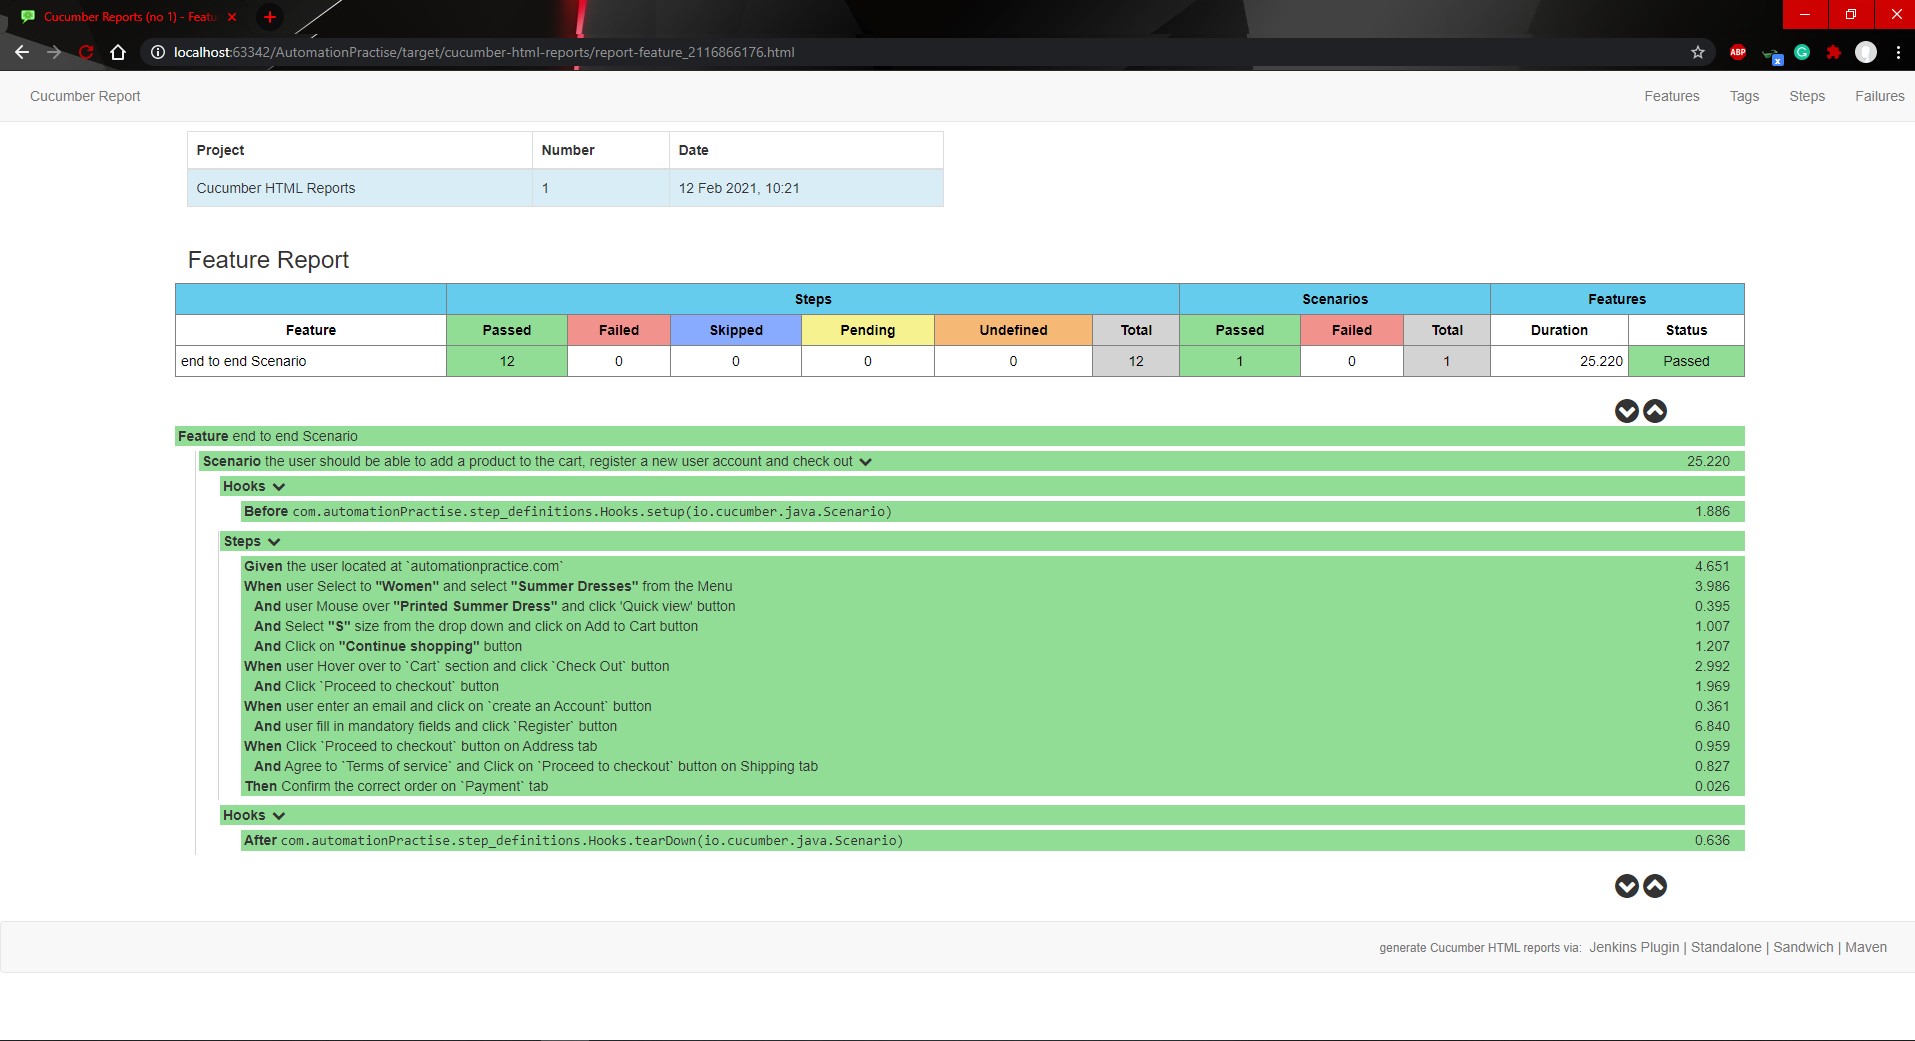 Cucumber Reports (no 1) - Featu
localhost:63342/AutomationPractise/target/cucumber-html-reports/report-feature_2116866176.html
ABP
x
Cucumber Report Features Tags Steps Failures
Project Number Date
Cucumber HTML Reports 1 12 Feb 2021, 10:21
Feature Report
Steps Scenarios Features
Feature Passed Failed Skipped Pending Undefined Total Passed Failed Total Duration Status
end to end Scenario 12 0 0 0 0 12 1 0 1 25.220 Passed
Feature end to end Scenario
Scenario the user should be able to add a product to the cart, register a new user account and check out 25.220
Hooks
Before com.automationPractise.step_definitions.Hooks.setup(io.cucumber.java.Scenario) 1.886
Steps
Given the user located at `automationpractice.com` 4.651
When user Select to "Women" and select "Summer Dresses" from the Menu 3.986
And user Mouse over "Printed Summer Dress" and click 'Quick view' button 0.395
And Select "S" size from the drop down and click on Add to Cart button 1.007
And Click on "Continue shopping" button 1.207
When user Hover over to `Cart` section and click `Check Out` button 2.992
And Click `Proceed to checkout` button 1.969
When user enter an email and click on `create an Account` button 0.361
And user fill in mandatory fields and click `Register` button 6.840
When Click `Proceed to checkout` button on Address tab 0.959
And Agree to `Terms of service` and Click on `Proceed to checkout` button on Shipping tab 0.827
Then Confirm the correct order on `Payment` tab 0.026
Hooks
After com.automationPractise.step_definitions.Hooks.tearDown(io.cucumber.java.Scenario) 0.636
generate Cucumber HTML reports via: Jenkins Plugin | Standalone | Sandwich | Maven